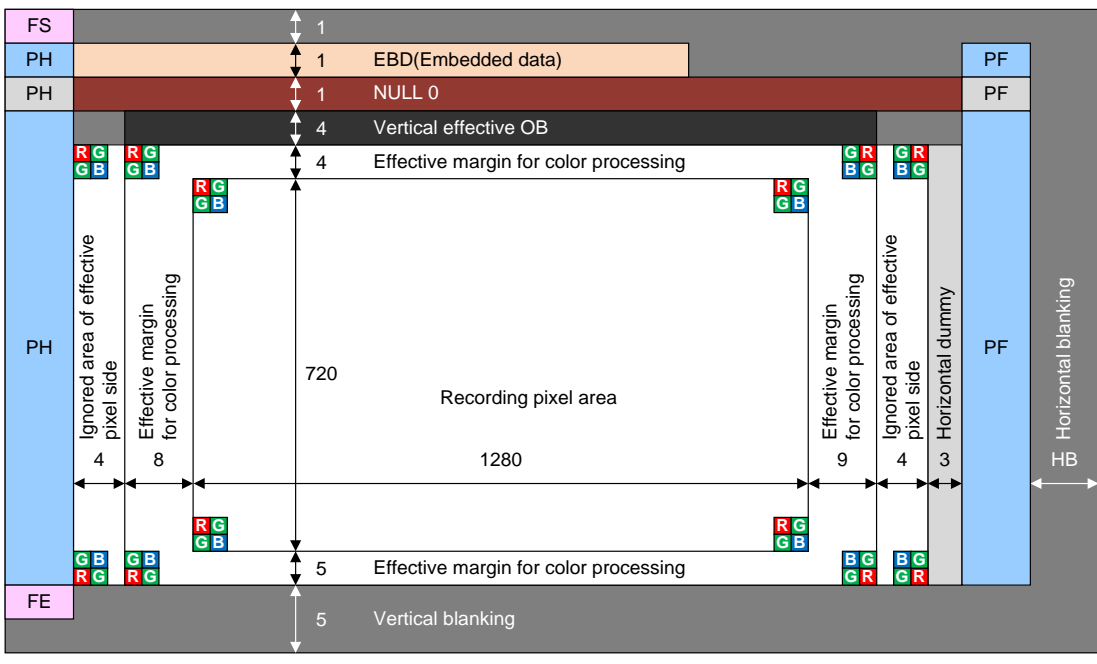 FS
1
PH
1
EBD(Embedded data)
PF
PH
1
NULL 0
PF
4
Vertical effective OB
R G
G B
R G
G B
4
Effective margin for color processing
G R
B G
G R
B G
R G
G B
R G
G B
PH
Ignored area of effective
pixel side
4
Effective margin
for color processing
8
720
Recording pixel area
1280
Effective margin
for color processing
9
Ignored area of effective
pixel side
4
Horizontal dummy
3
PF
Horizontal blanking
HB
R G
G B
R G
G B
G B
R G
G B
R G
5
Effective margin for color processing
B G
G R
B G
G R
FE
5
Vertical blanking